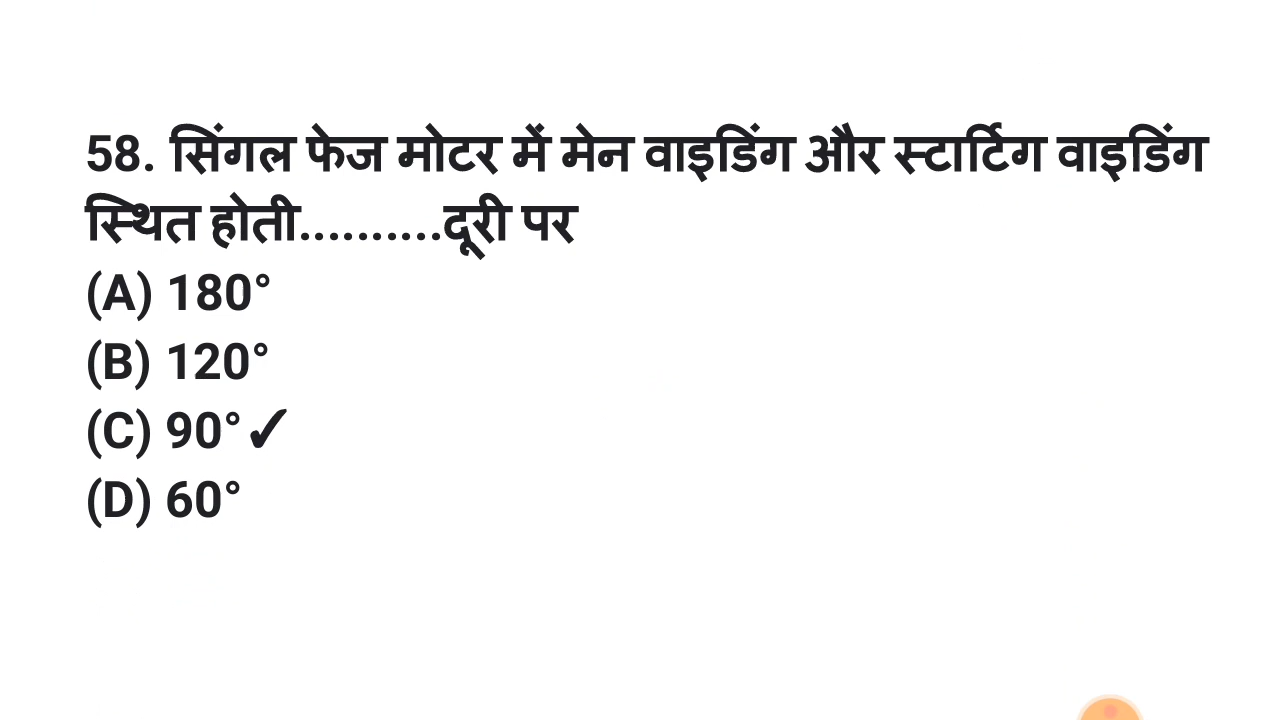 58. सिंगल फेज मोटर में मेन वाइडिंग और स्टार्टिग वाइडिंग
स्थित होती..........दूरी पर
(A) 180°
(B) 120°
(C) 90°✓
(D) 60°